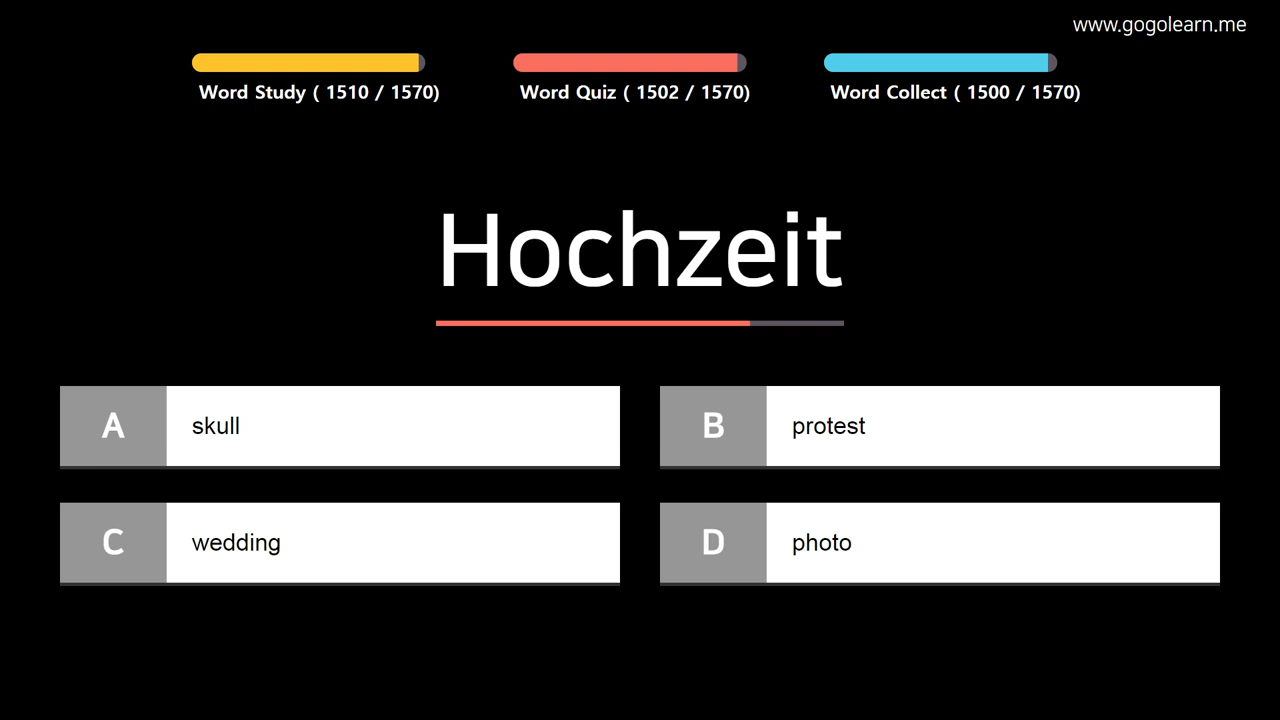 www.gogolearn.me
Word Study ( 1510 / 1570)
Word Quiz ( 1502 / 1570)
Word Collect ( 1500 / 1570)
Hochzeit
A skull
B protest
C wedding
D photo